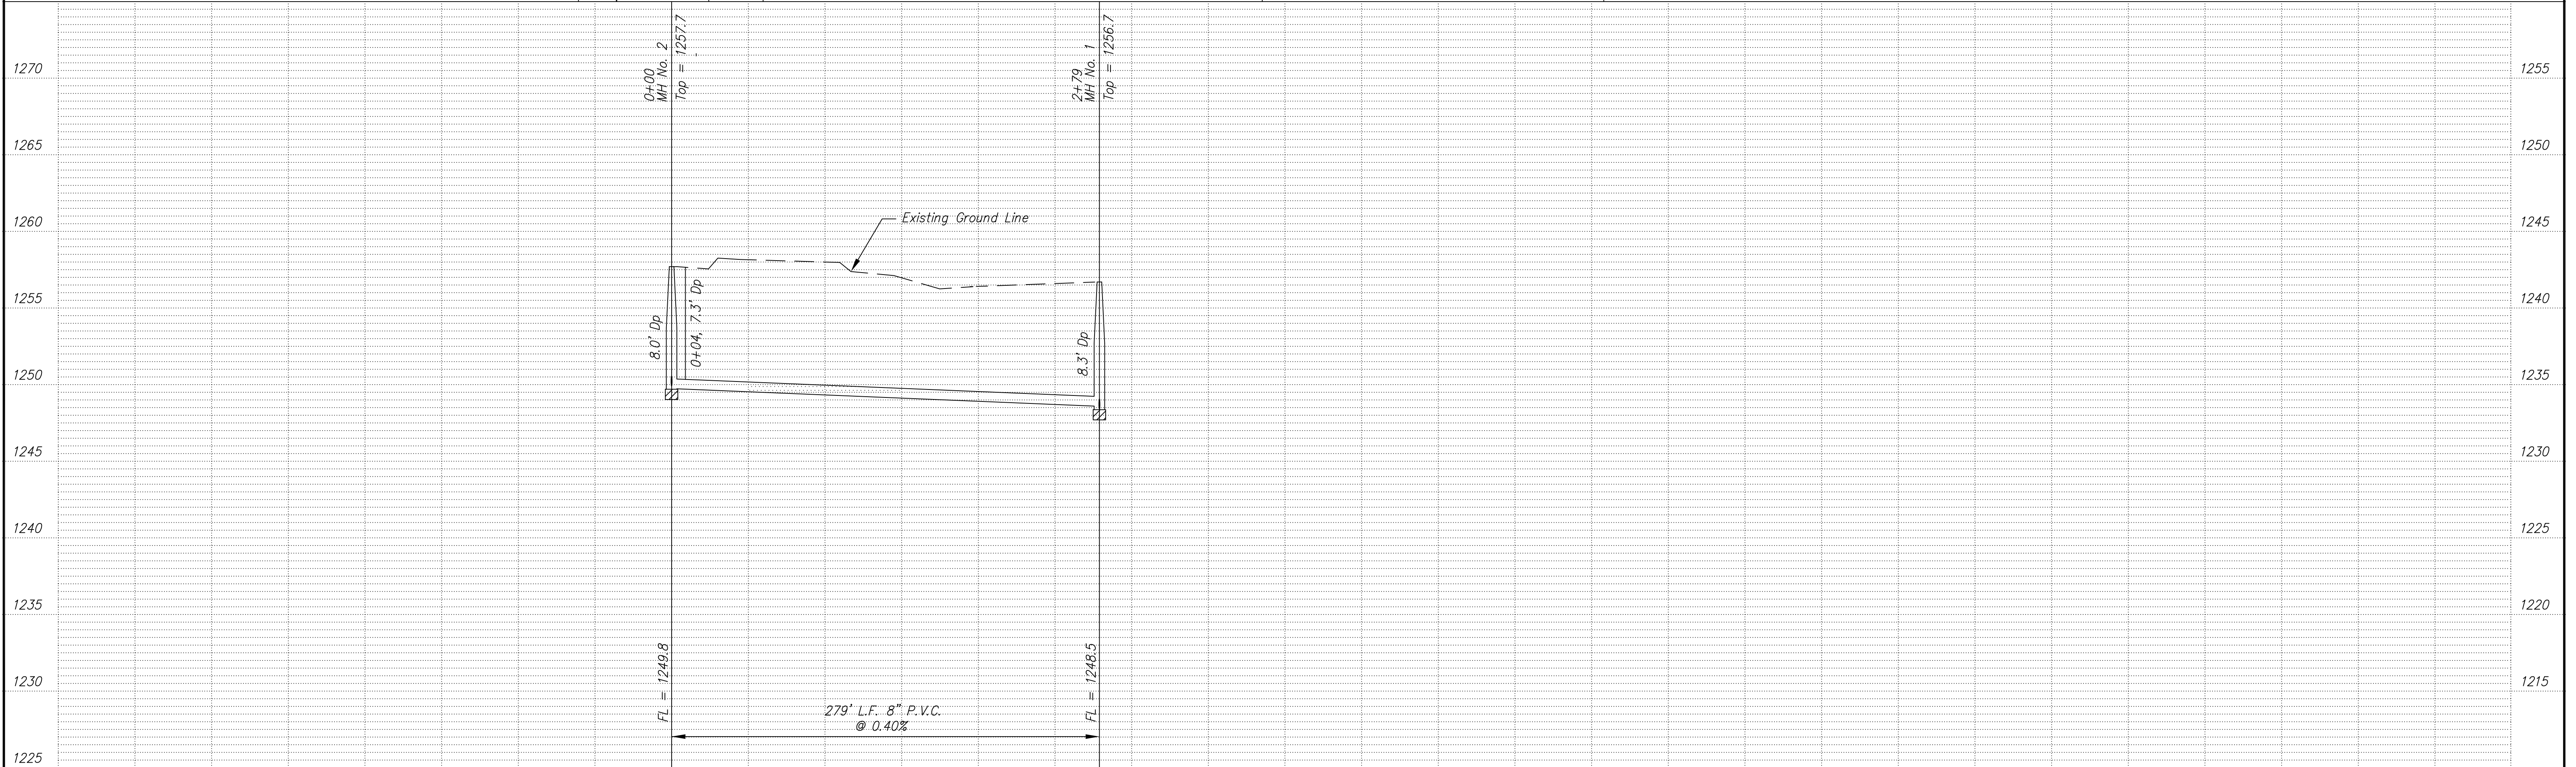 0+00
MH No. 2
Top = 1257.7
2+79
MH No. 1
Top = 1256.7
1270
1255
1265
1250
1260
Existing Ground Line
1245
1255
1240
8.0' Dp
0+04, 7.3' Dp
8.3' Dp
1250
1235
1245
1230
1240
1225
1235
1220
1230
1215
FL = 1249.8
FL = 1248.5
279' L.F. 8" P.V.C.
@ 0.40%
1225